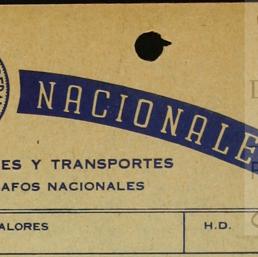 NACIONALE
ES Y TRANSPORTES
AFOS NACIONALES
ALORES H.D.